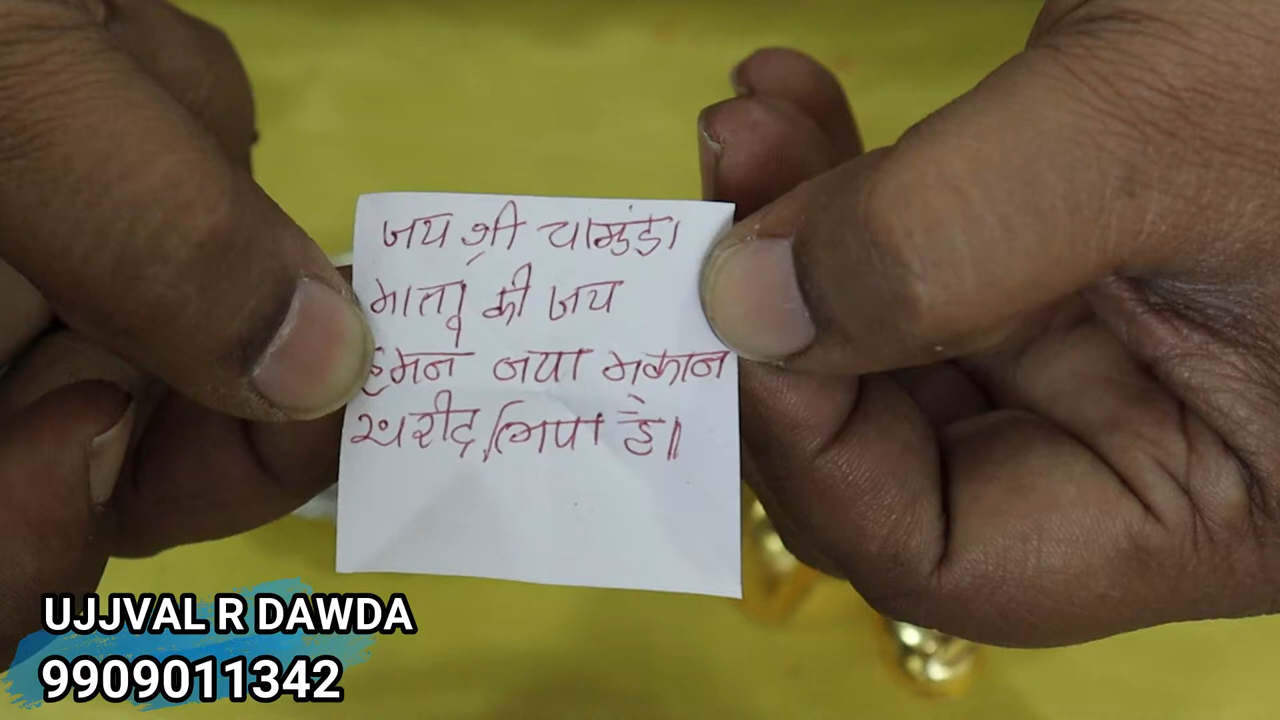 जय श्री चामुंडा
माता की जय
हमने नया मकान
खरीद लिया है॥
UJJVAL R DAWDA
9909011342